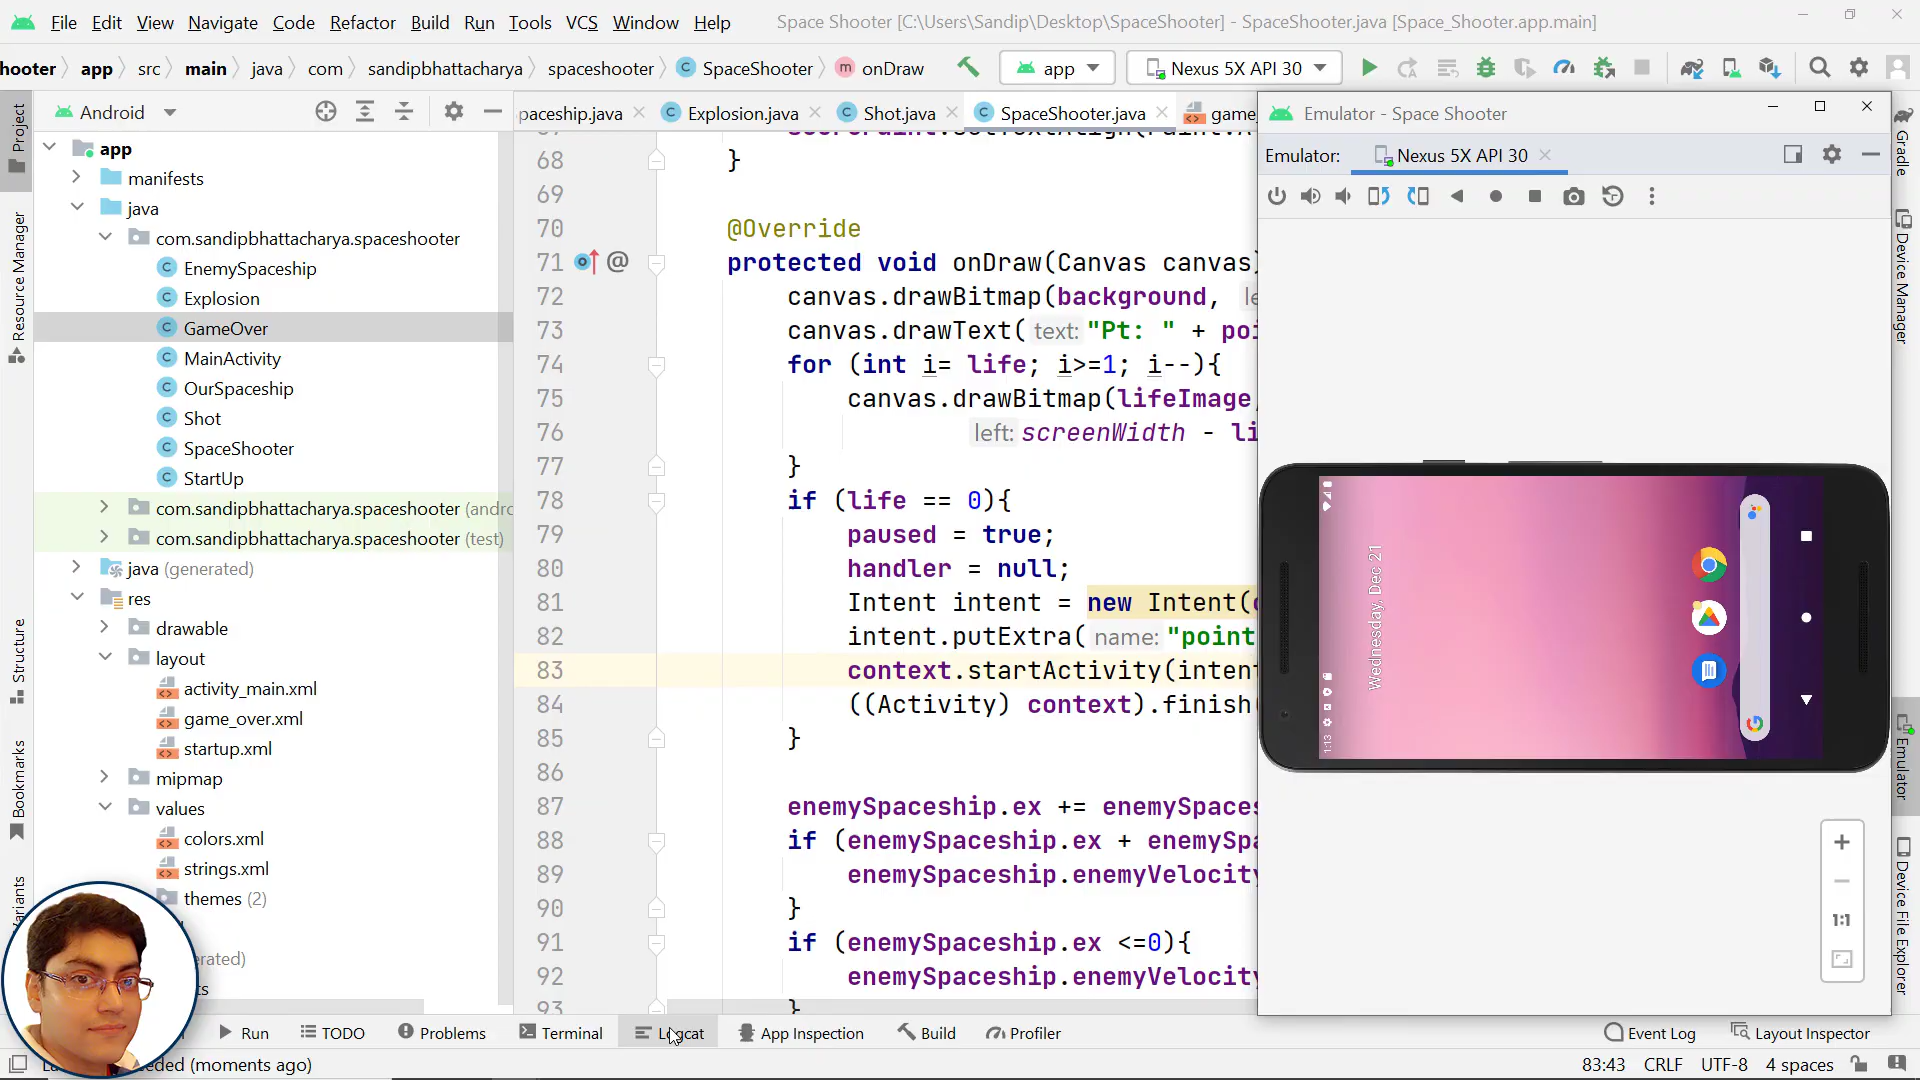 File Edit View Navigate Code Refactor Build Run Tools VCS Window Help Space Shooter [C:\Users\Sandip\Desktop\SpaceShooter] - SpaceShooter.java [Space_Shooter.app.main]
hooter app src main java com sandipbhattacharya spaceshooter SpaceShooter onDraw app Nexus 5X API 30
Android
paceship.java Explosion.java Shot.java SpaceShooter.java game_
Emulator - Space Shooter
Emulator: Nexus 5X API 30
Project
Resource Manager
Structure
Bookmarks
app
manifests
java
com.sandipbhattacharya.spaceshooter
EnemySpaceship
Explosion
GameOver
MainActivity
OurSpaceship
Shot
SpaceShooter
StartUp
com.sandipbhattacharya.spaceshooter (andro
com.sandipbhattacharya.spaceshooter (test)
java (generated)
res
drawable
layout
activity_main.xml
game_over.xml
startup.xml
mipmap
values
colors.xml
strings.xml
themes (2)
68 }
69
70 @Override
71 protected void onDraw(Canvas canvas)
72 canvas.drawBitmap(background,
73 canvas.drawText( text: "Pt: " + poi
74 for (int i= life; i>=1; i--){
75 canvas.drawBitmap(lifeImage,
76 left: screenWidth - li
77 }
78 if (life == 0){
79 paused = true;
80 handler = null;
81 Intent intent = new Intent(c
82 intent.putExtra( name: "point
83 context.startActivity(intent
84 ((Activity) context).finish(
85 }
86
87 enemySpaceship.ex += enemySpaces
88 if (enemySpaceship.ex + enemySpa
89 enemySpaceship.enemyVelocity
90 }
91 if (enemySpaceship.ex <=0){
92 enemySpaceship.enemyVelocity
93 }
Wednesday, Dec 21
1:13
1:1
Gradle
Device Manager
Emulator
Device File Explorer
Run TODO Problems Terminal Logcat App Inspection Build Profiler Event Log Layout Inspector
(moments ago) 83:43 CRLF UTF-8 4 spaces